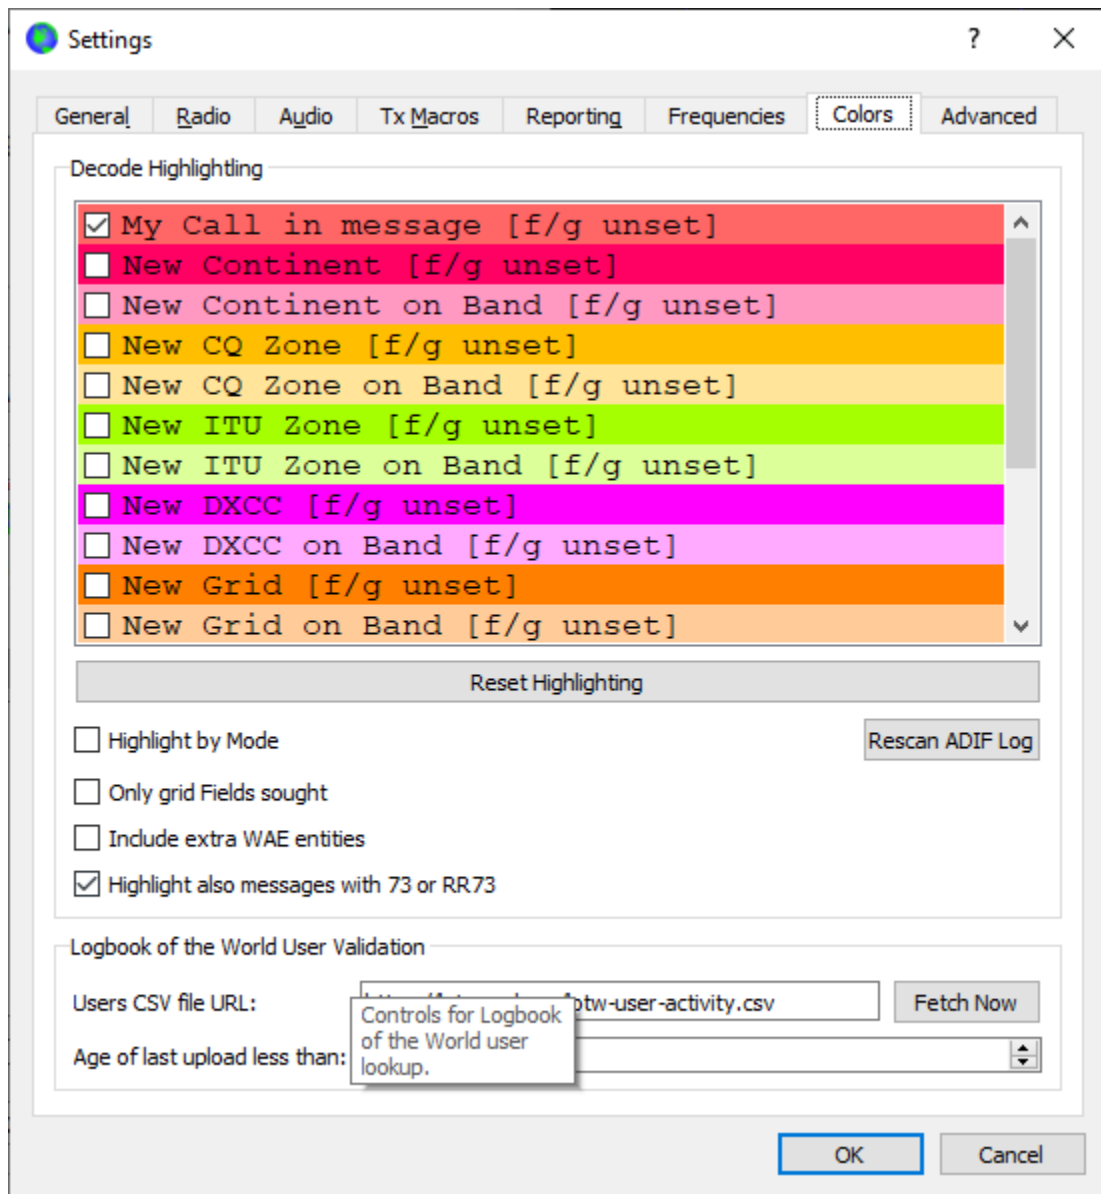 Settings
?
General Radio Audio Tx Macros Reporting Frequencies Colors Advanced
Decode Highlightling
My Call in message [f/g unset]
New Continent [f/g unset]
New Continent on Band [f/g unset]
New CQ Zone [f/g unset]
New CQ Zone on Band [f/g unset]
New ITU Zone [f/g unset]
New ITU Zone on Band [f/g unset]
New DXCC [f/g unset]
New DXCC on Band [f/g unset]
New Grid [f/g unset]
New Grid on Band [f/g unset]
Reset Highlighting
Highlight by Mode
Rescan ADIF Log
Only grid Fields sought
Include extra WAE entities
Highlight also messages with 73 or RR73
Logbook of the World User Validation
Users CSV file URL: otw-user-activity.csv Fetch Now
Age of last upload less than:
Controls for Logbook
of the World user
lookup.
OK Cancel